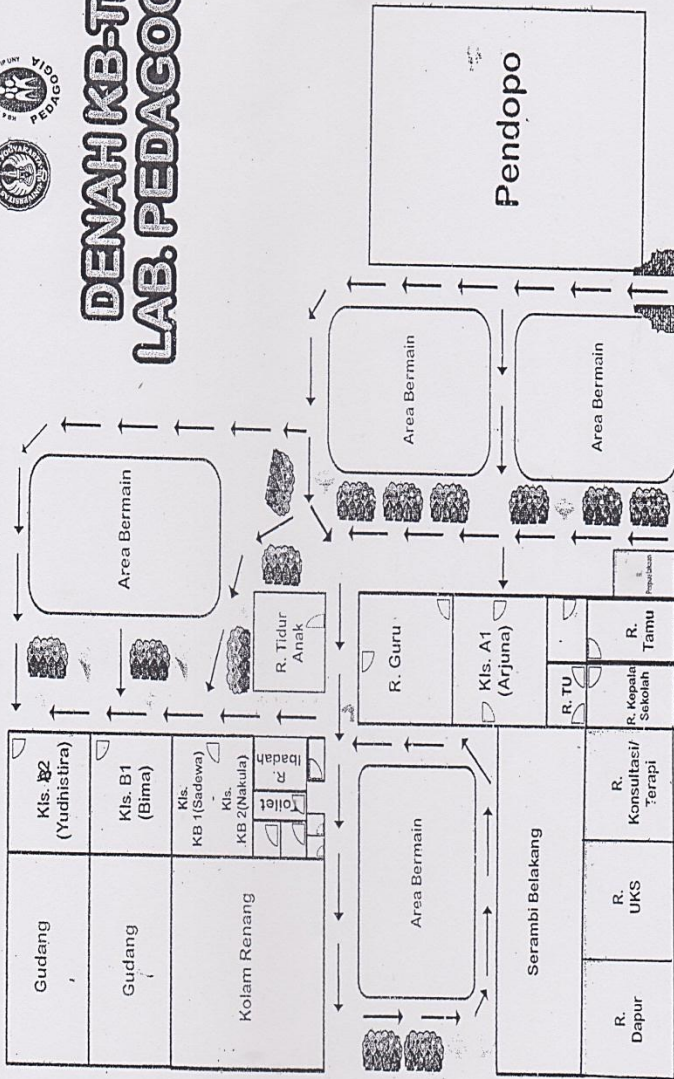 DENAH KB-T
LAB. PEDAGOG
PEDAGOGIA
Pendopo
Area Bermain
Area Bermain
Area Bermain
R. Tidur
Anak
R. Guru
Kls. A1
(Arjuna)
R. TU
R.
Tamu
R. Kepala
Sekolah
Kls. B2
(Yudhistira)
Kls. B1
(Bima)
Kls.
KB 1(Sadewa)
Kls.
KB 2(Nakula)
R.
Ibadah
Toilet
Gudang
Gudang
Kolam Renang
Area Bermain
Serambi Belakang
R.
Konsultasi/
Terapi
R.
UKS
R.
Dapur